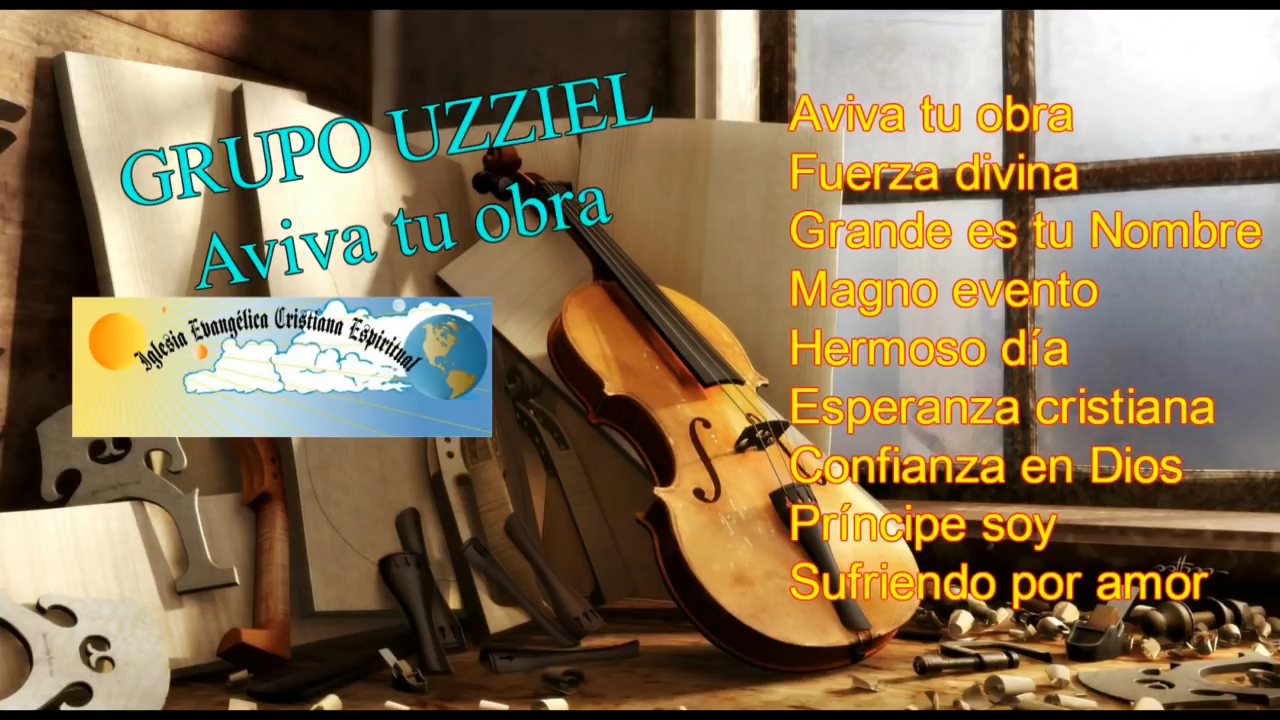 GRUPO UZZIEL
Aviva tu obra
Iglesia Evangélica Cristiana Espiritual
Aviva tu obra
Fuerza divina
Grande es tu Nombre
Magno evento
Hermoso día
Esperanza cristiana
Confianza en Dios
Príncipe soy
Sufriendo por amor